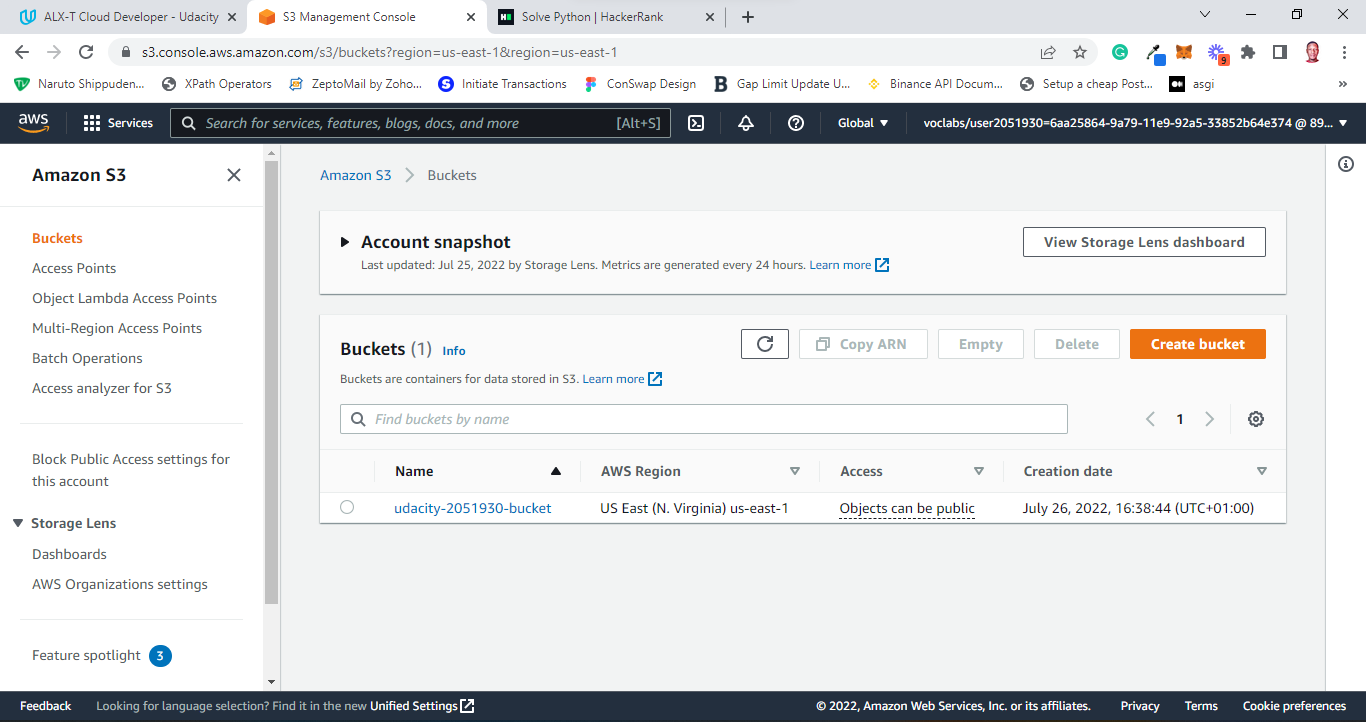 ALX-T Cloud Developer - Udacity
S3 Management Console
Solve Python | HackerRank
s3.console.aws.amazon.com/s3/buckets?region=us-east-1&region=us-east-1
9
Naruto Shippuden...
XPath Operators
ZeptoMail by Zoho...
Initiate Transactions
ConSwap Design
Gap Limit Update U...
Binance API Docum...
Setup a cheap Post...
asgi
aws
Services
Search for services, features, blogs, docs, and more
[Alt+S]
Global
voclabs/user2051930=6aa25864-9a79-11e9-92a5-33852b64e374 @ 89...
Amazon S3
Buckets
Access Points
Object Lambda Access Points
Multi-Region Access Points
Batch Operations
Access analyzer for S3
Block Public Access settings for
this account
Storage Lens
Dashboards
AWS Organizations settings
Feature spotlight 3
Amazon S3 > Buckets
Account snapshot
View Storage Lens dashboard
Last updated: Jul 25, 2022 by Storage Lens. Metrics are generated every 24 hours. Learn more
Buckets (1) Info
Copy ARN
Empty
Delete
Create bucket
Buckets are containers for data stored in S3. Learn more
Find buckets by name
1
Name AWS Region Access Creation date
udacity-2051930-bucket US East (N. Virginia) us-east-1 Objects can be public July 26, 2022, 16:38:44 (UTC+01:00)
Feedback
Looking for language selection? Find it in the new Unified Settings
© 2022, Amazon Web Services, Inc. or its affiliates.
Privacy
Terms
Cookie preferences